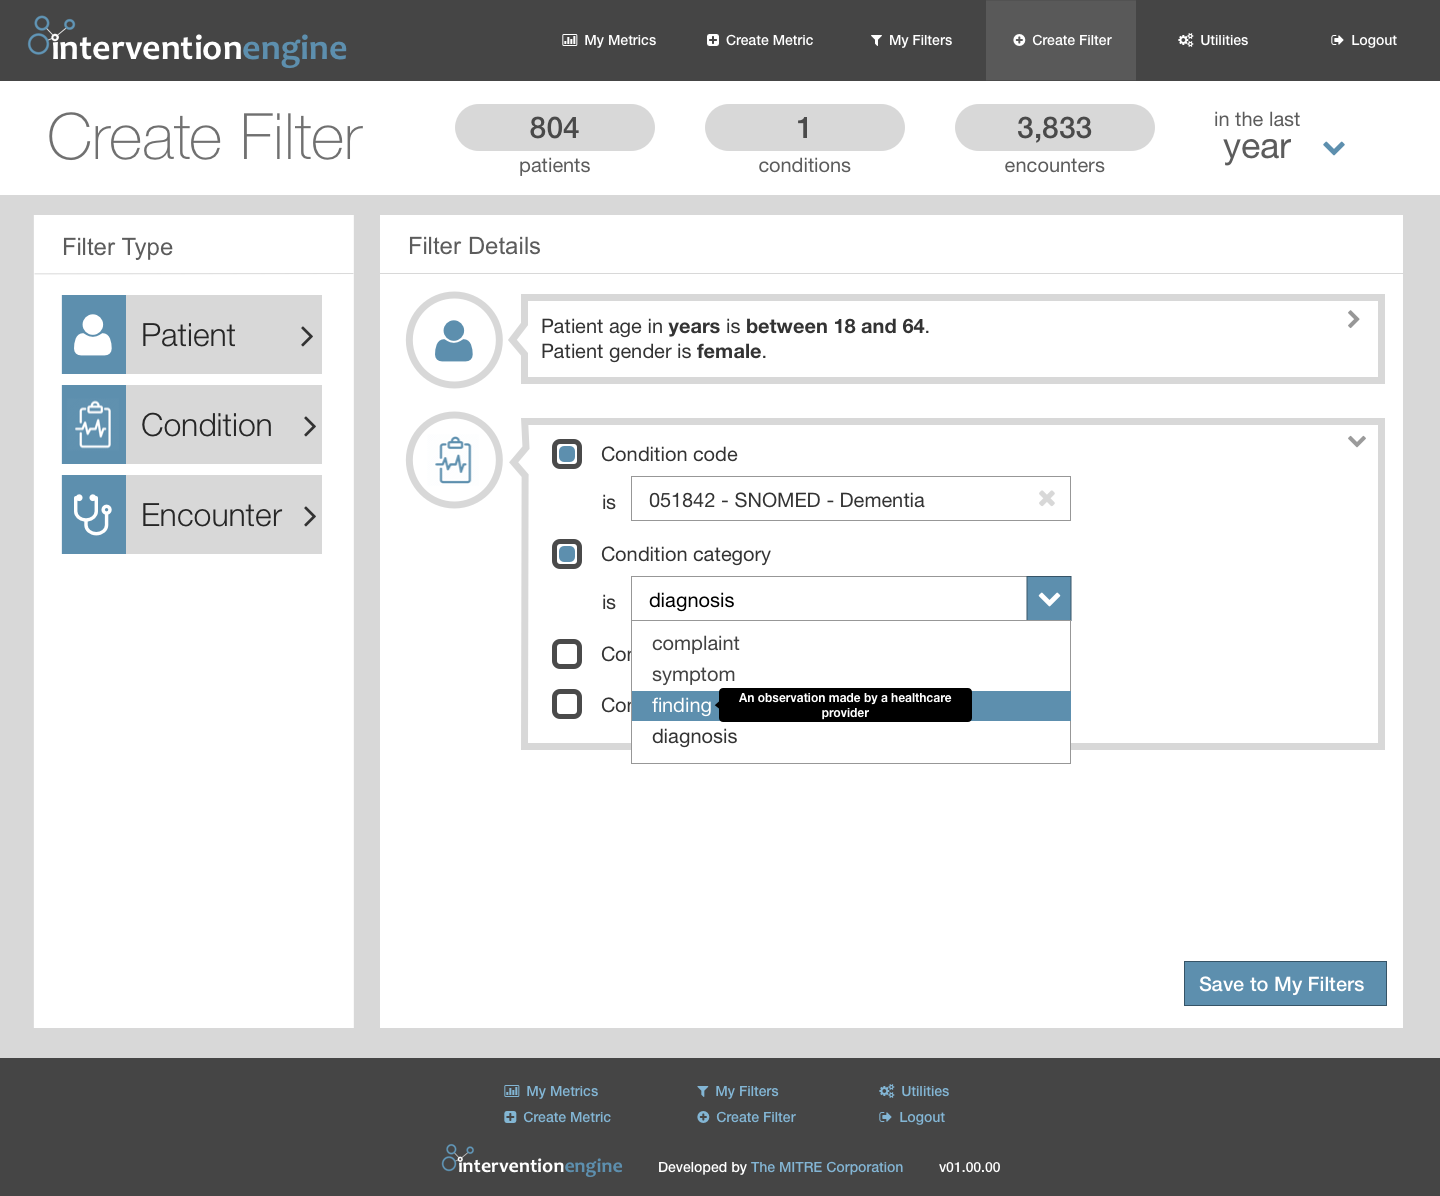 interventionengine
My Metrics
Create Metric
My Filters
Create Filter
Utilities
Logout
Create Filter
804
patients
1
conditions
3,833
encounters
in the last
year
Filter Type
Patient
Condition
Encounter
Filter Details
Patient age in years is between 18 and 64.
Patient gender is female.
Condition code
is 051842 - SNOMED - Dementia
Condition category
is diagnosis
complaint
symptom
finding
An observation made by a healthcare
provider
diagnosis
Save to My Filters
My Metrics
My Filters
Utilities
Create Metric
Create Filter
Logout
interventionengine
Developed by The MITRE Corporation
v01.00.00